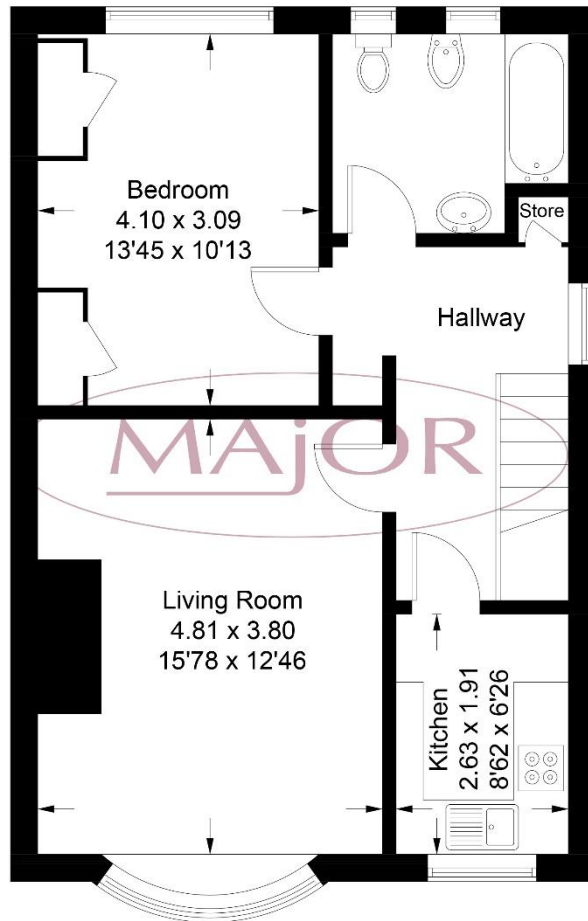 Bedroom
4.10 x 3.09
13'45 x 10'13
Store
Hallway
MAjOR
Living Room
4.81 x 3.80
15'78 x 12'46
Kitchen
2.63 x 1.91
8'62 x 6'26